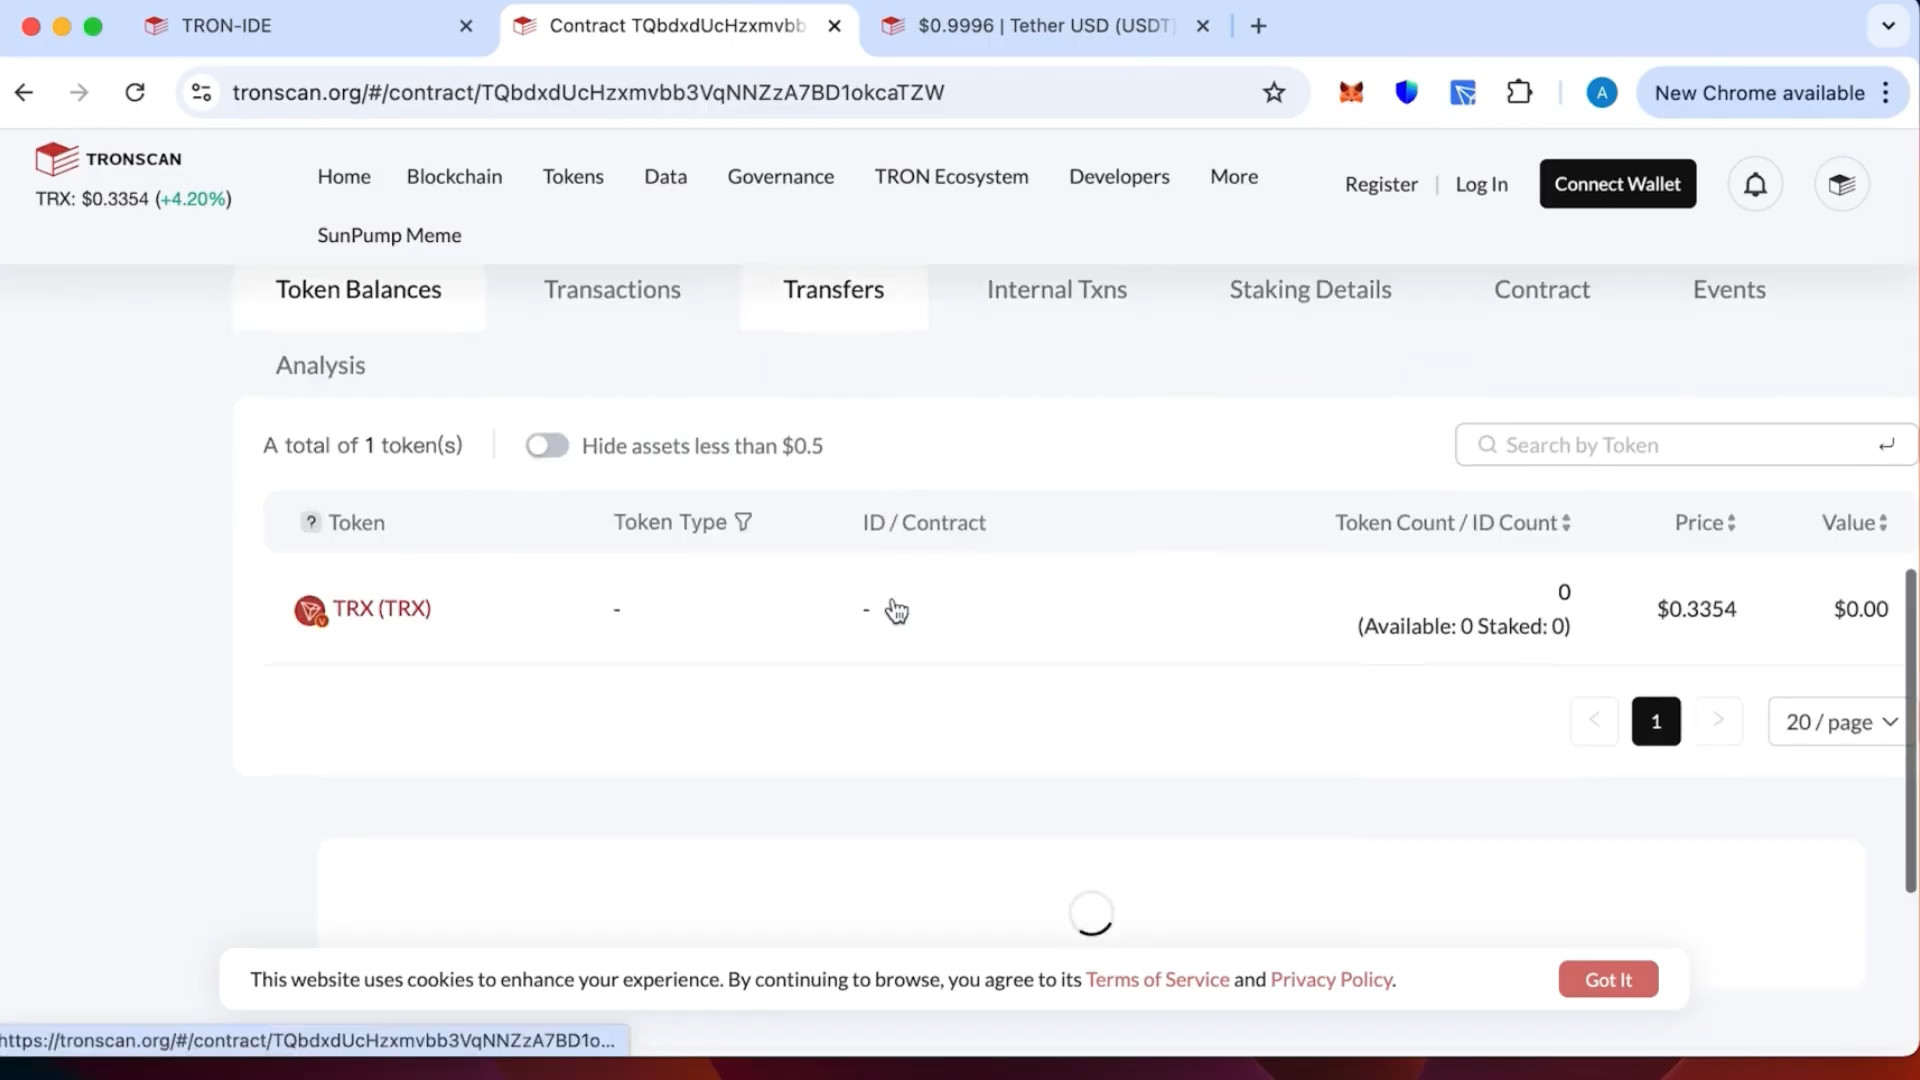 TRON-IDE
Contract TQbdxdUcHzxmvbb
$0.9996 | Tether USD (USDT)
tronscan.org/#/contract/TQbdxdUcHzxmvbb3VqNNZzA7BD1okcaTZW
A
New Chrome available
TRONSCAN
TRX: $0.3354 (+4.20%)
Home
Blockchain
Tokens
Data
Governance
TRON Ecosystem
Developers
More
SunPump Meme
Register | Log In
Connect Wallet
Token Balances
Transactions
Transfers
Internal Txns
Staking Details
Contract
Events
Analysis
A total of 1 token(s)
Hide assets less than $0.5
Search by Token
? Token
Token Type
ID / Contract
Token Count / ID Count
Price
Value
TRX (TRX)
-
-
0
(Available: 0 Staked: 0)
$0.3354
$0.00
< 1 >
20 / page
This website uses cookies to enhance your experience. By continuing to browse, you agree to its Terms of Service and Privacy Policy.
Got It
https://tronscan.org/#/contract/TQbdxdUcHzxmvbb3VqNNZzA7BD1o...